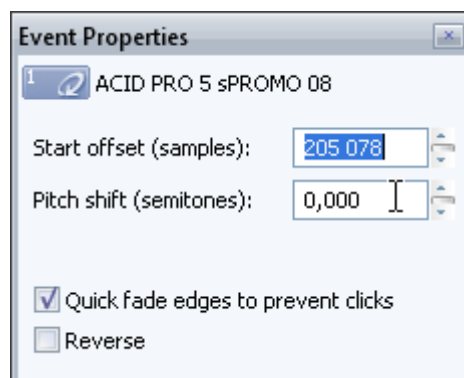 Event Properties
1 ACID PRO 5 sPROMO 08
Start offset (samples): 205 078
Pitch shift (semitones): 0,000
Quick fade edges to prevent clicks
Reverse